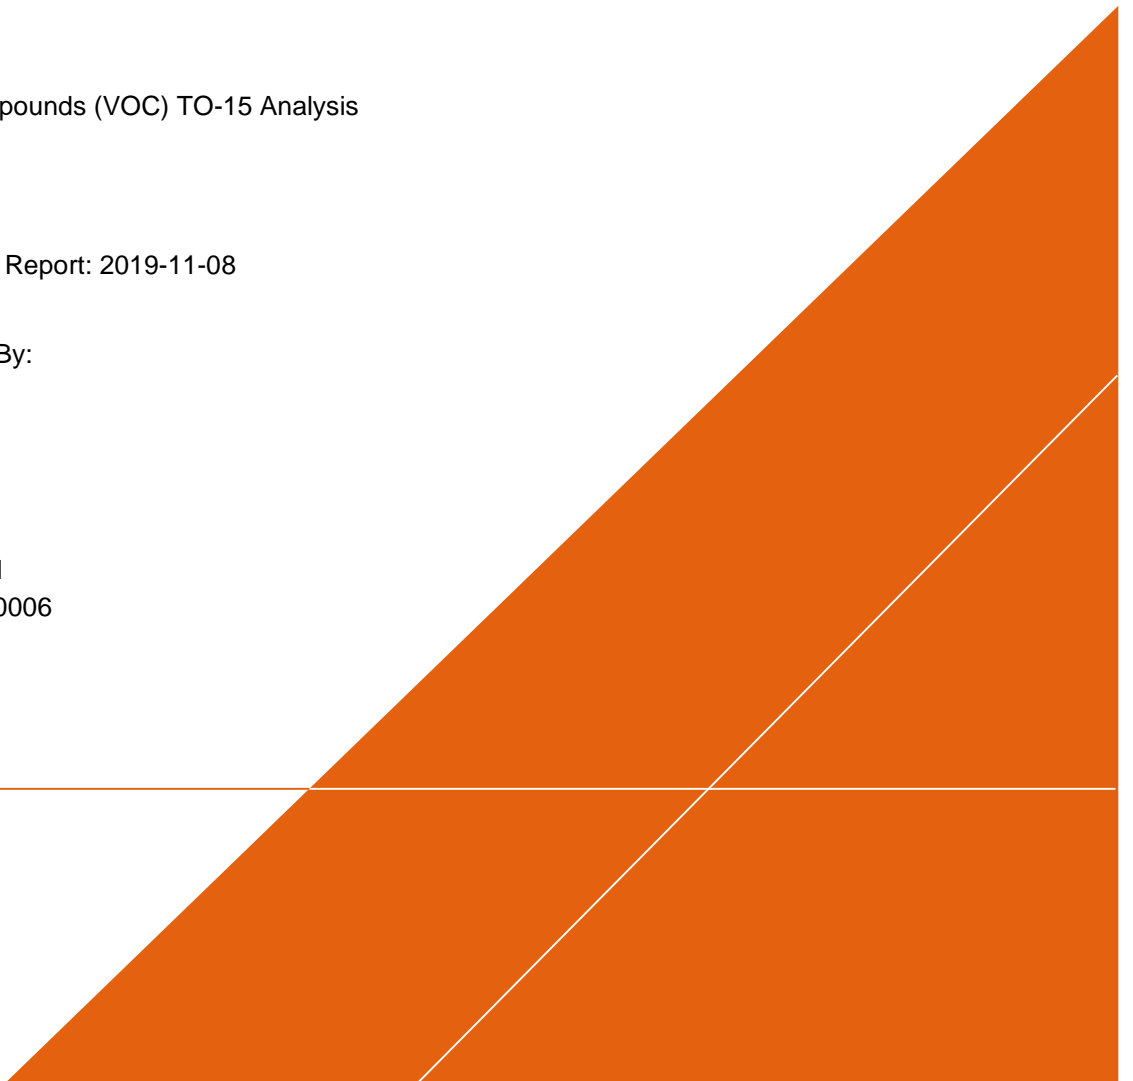 pounds (VOC) TO-15 Analysis
Report: 2019-11-08
By:
0006